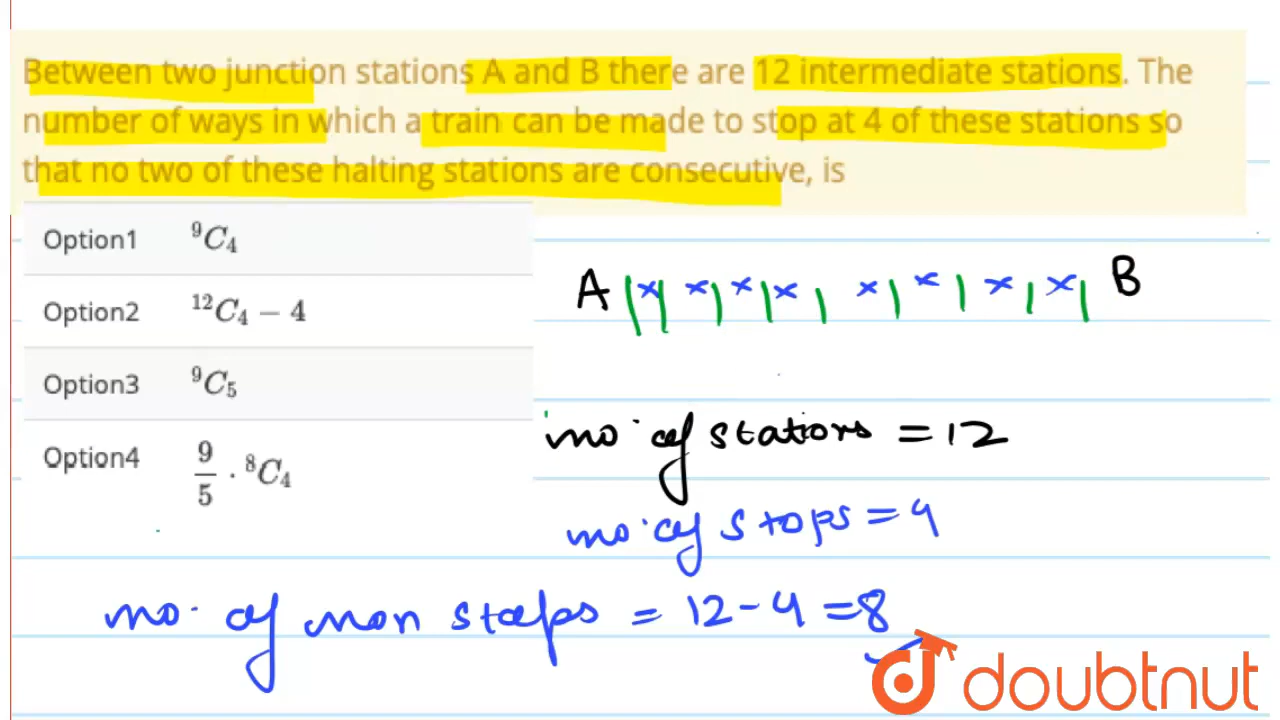 Between two junction stations A and B there are 12 intermediate stations. The
number of ways in which a train can be made to stop at 4 of these stations so
that no two of these halting stations are consecutive, is
Option1 ⁹C₄
Option2 ¹²C₄ − 4
Option3 ⁹C₅
Option4 9/5 · ⁸C₄
A |x|x|x|x|x|x|x|x| B
no. of stations = 12
no. of stops = 4
no. of non stops = 12 - 4 = 8
doubtnut